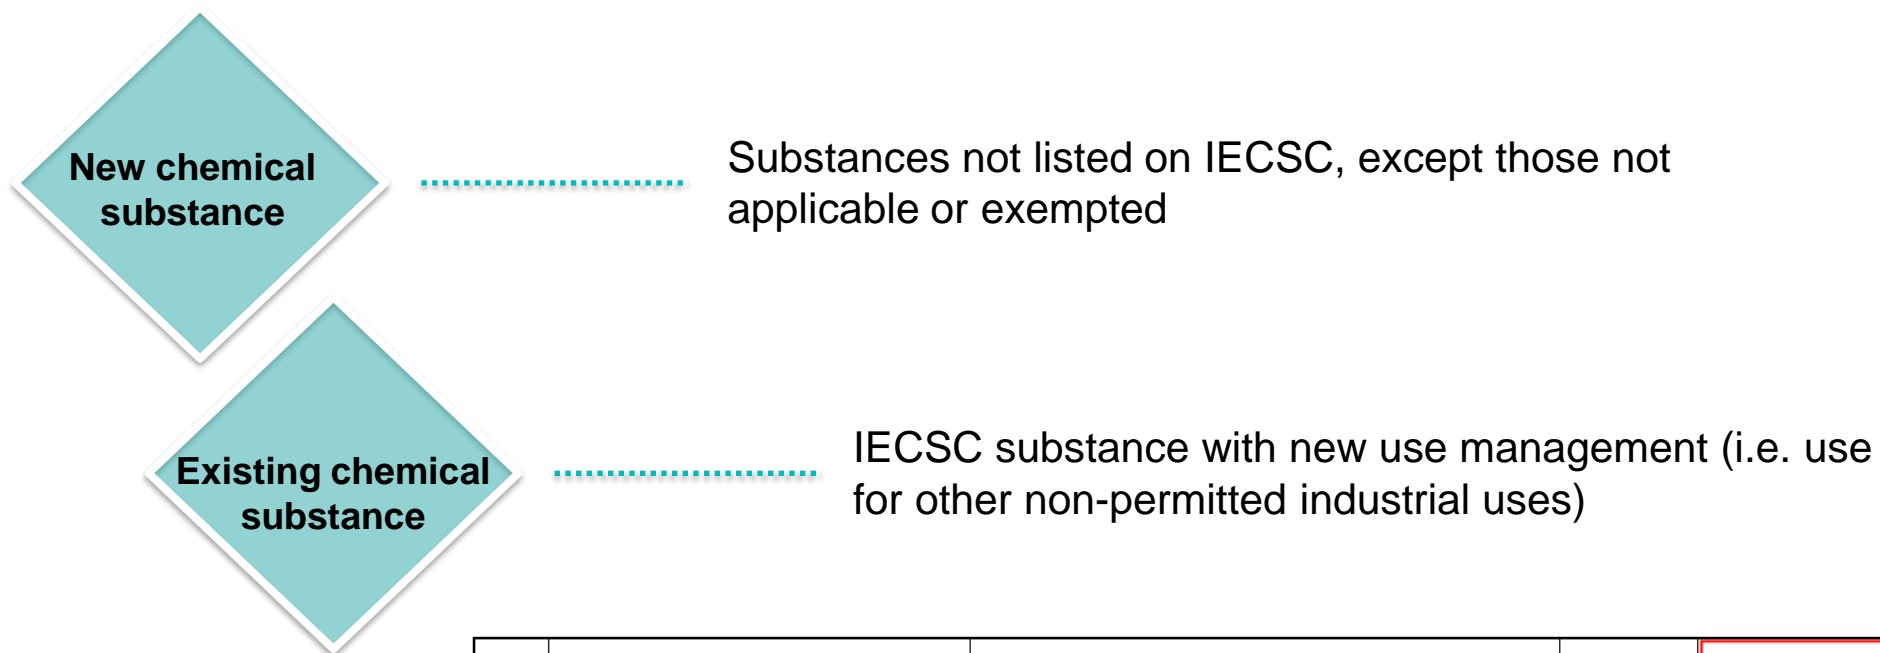 New chemical
substance
Substances not listed on IECSC, except those not
applicable or exempted
Existing chemical
substance
IECSC substance with new use management (i.e. use
for other non-permitted industrial uses)